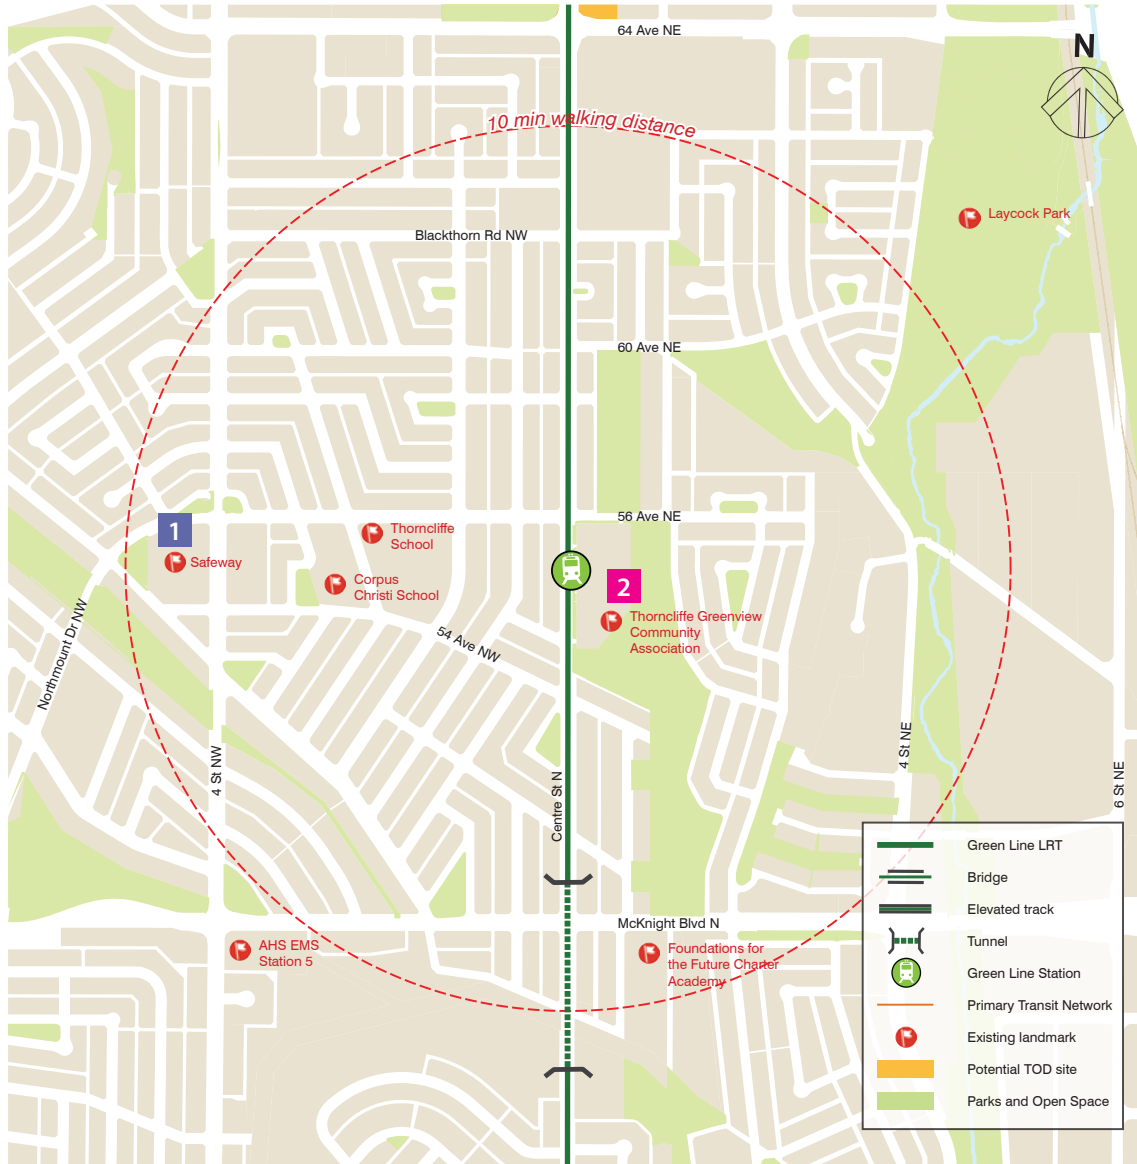 64 Ave NE
N
10 min walking distance
Laycock Park
Blackthorn Rd NW
60 Ave NE
56 Ave NE
1
Safeway
Thorncliffe
School
Corpus
Christi School
2
Thorncliffe Greenview
Community
Association
54 Ave NW
Northmount Dr NW
4 St NW
Centre St N
4 St NE
6 St NE
McKnight Blvd N
AHS EMS
Station 5
Foundations for
the Future Charter
Academy
Green Line LRT
Bridge
Elevated track
Tunnel
Green Line Station
Primary Transit Network
Existing landmark
Potential TOD site
Parks and Open Space